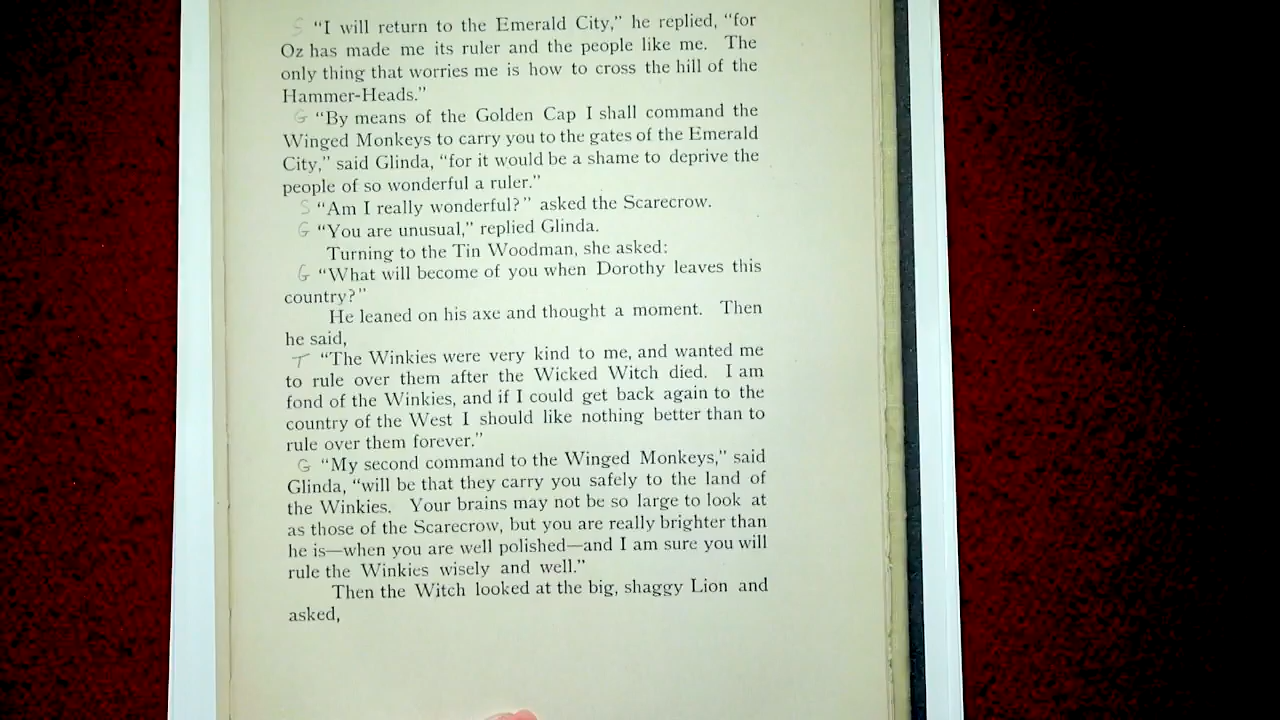 S "I will return to the Emerald City," he replied, "for
Oz has made me its ruler and the people like me. The
only thing that worries me is how to cross the hill of the
Hammer-Heads."
G "By means of the Golden Cap I shall command the
Winged Monkeys to carry you to the gates of the Emerald
City," said Glinda, "for it would be a shame to deprive the
people of so wonderful a ruler."
S "Am I really wonderful?" asked the Scarecrow.
G "You are unusual," replied Glinda.
Turning to the Tin Woodman, she asked:
G "What will become of you when Dorothy leaves this
country?"
He leaned on his axe and thought a moment. Then
he said,
T "The Winkies were very kind to me, and wanted me
to rule over them after the Wicked Witch died. I am
fond of the Winkies, and if I could get back again to the
country of the West I should like nothing better than to
rule over them forever."
G "My second command to the Winged Monkeys," said
Glinda, "will be that they carry you safely to the land of
the Winkies. Your brains may not be so large to look at
as those of the Scarecrow, but you are really brighter than
he is—when you are well polished—and I am sure you will
rule the Winkies wisely and well."
Then the Witch looked at the big, shaggy Lion and
asked,